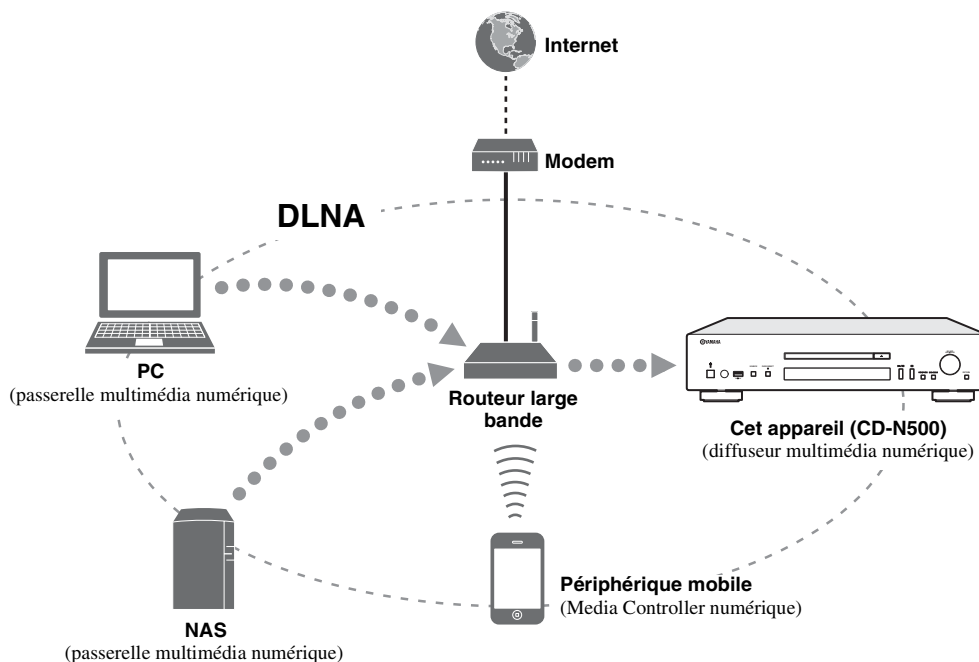 Internet
Modem
DLNA
PC
(passerelle multimédia numérique)
Routeur large
bande
YAMAHA
Cet appareil (CD-N500)
(diffuseur multimédia numérique)
Périphérique mobile
(Media Controller numérique)
NAS
(passerelle multimédia numérique)